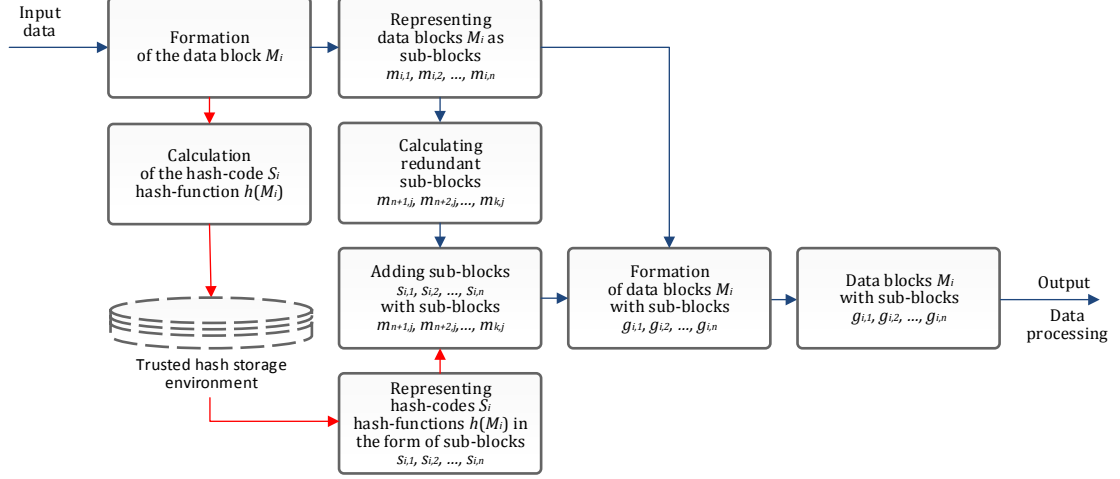 Input
data
Formation
of the data block Mi
Representing
data blocks Mi as
sub-blocks
mi,1, mi,2, ..., mi,n
Calculation
of the hash-code Si
hash-function h(Mi)
Calculating
redundant
sub-blocks
mn+1,j, mn+2,j,..., mk,j
Adding sub-blocks
si,1, si,2, ..., si,n
with sub-blocks
mn+1,j, mn+2,j,..., mk,j
Formation
of data blocks Mi
with sub-blocks
gi,1, gi,2, ..., gi,n
Data blocks Mi
with sub-blocks
gi,1, gi,2, ..., gi,n
Output
Data
processing
Trusted hash storage
environment
Representing
hash-codes Si
hash-functions h(Mi) in
the form of sub-blocks
si,1, si,2, ..., si,n